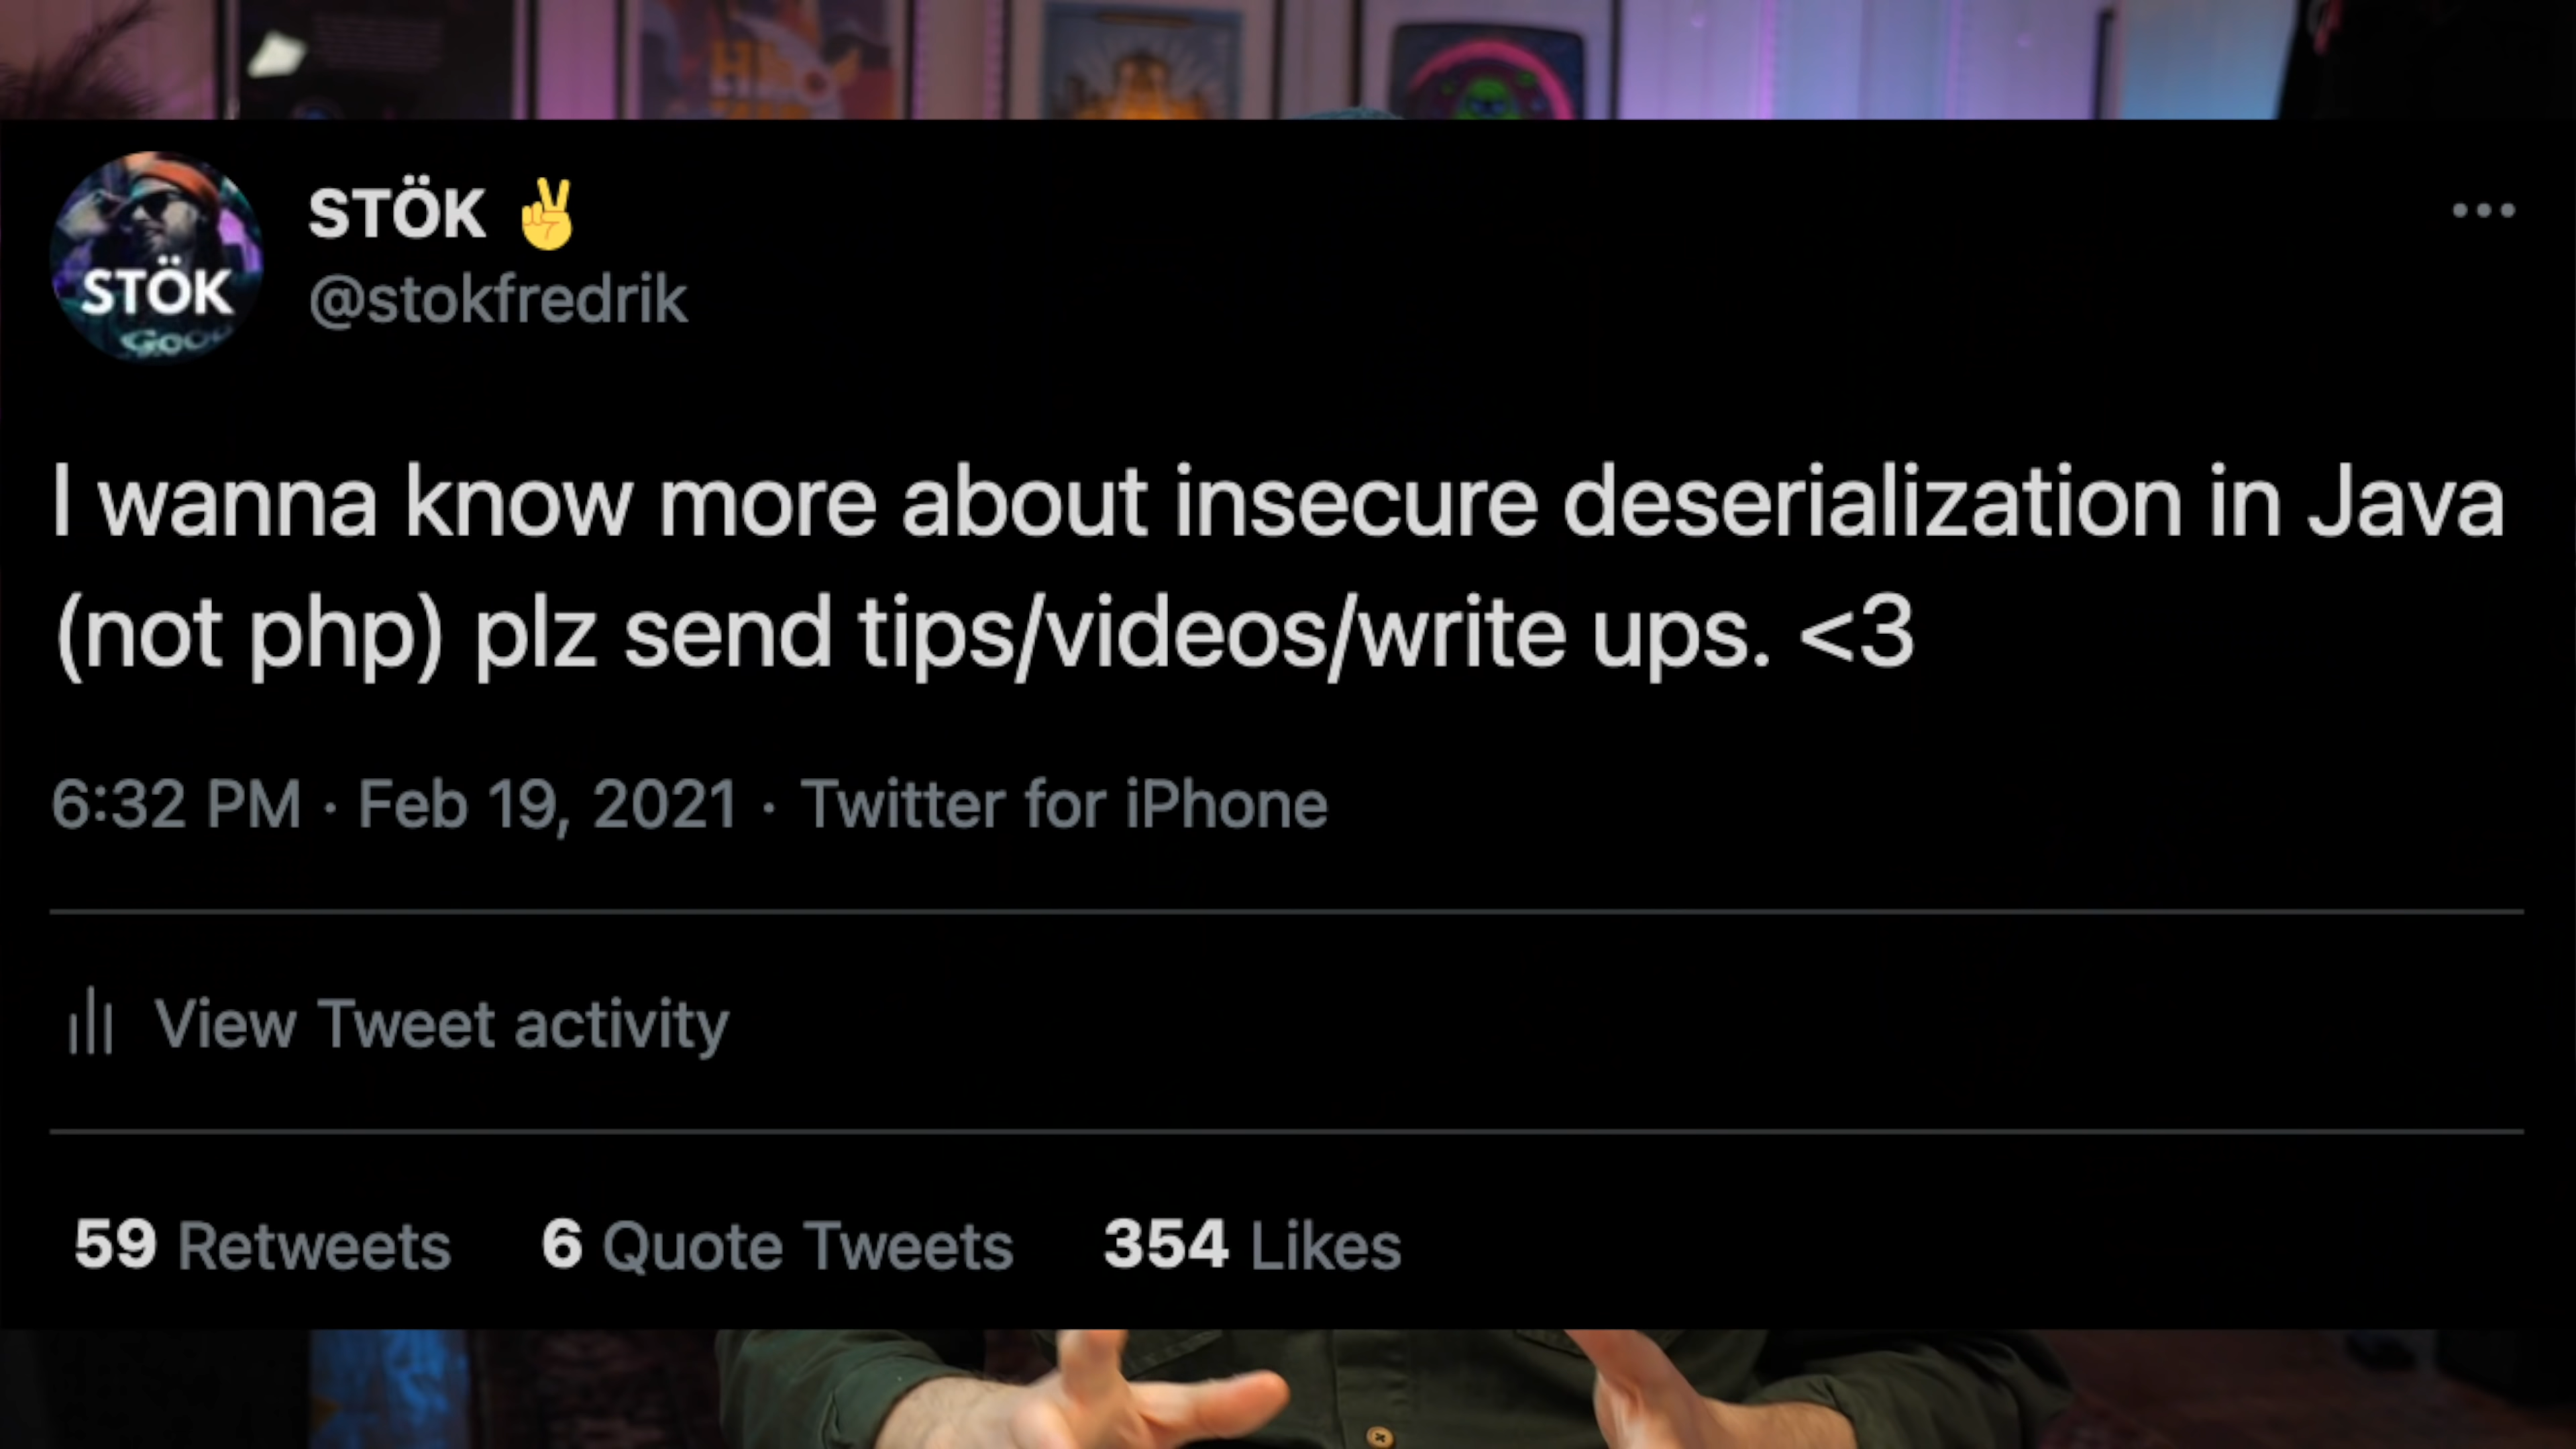 STÖK ✌
@stokfredrik
STÖK
Good
I wanna know more about insecure deserialization in Java
(not php) plz send tips/videos/write ups. <3
6:32 PM · Feb 19, 2021 · Twitter for iPhone
View Tweet activity
59 Retweets 6 Quote Tweets 354 Likes